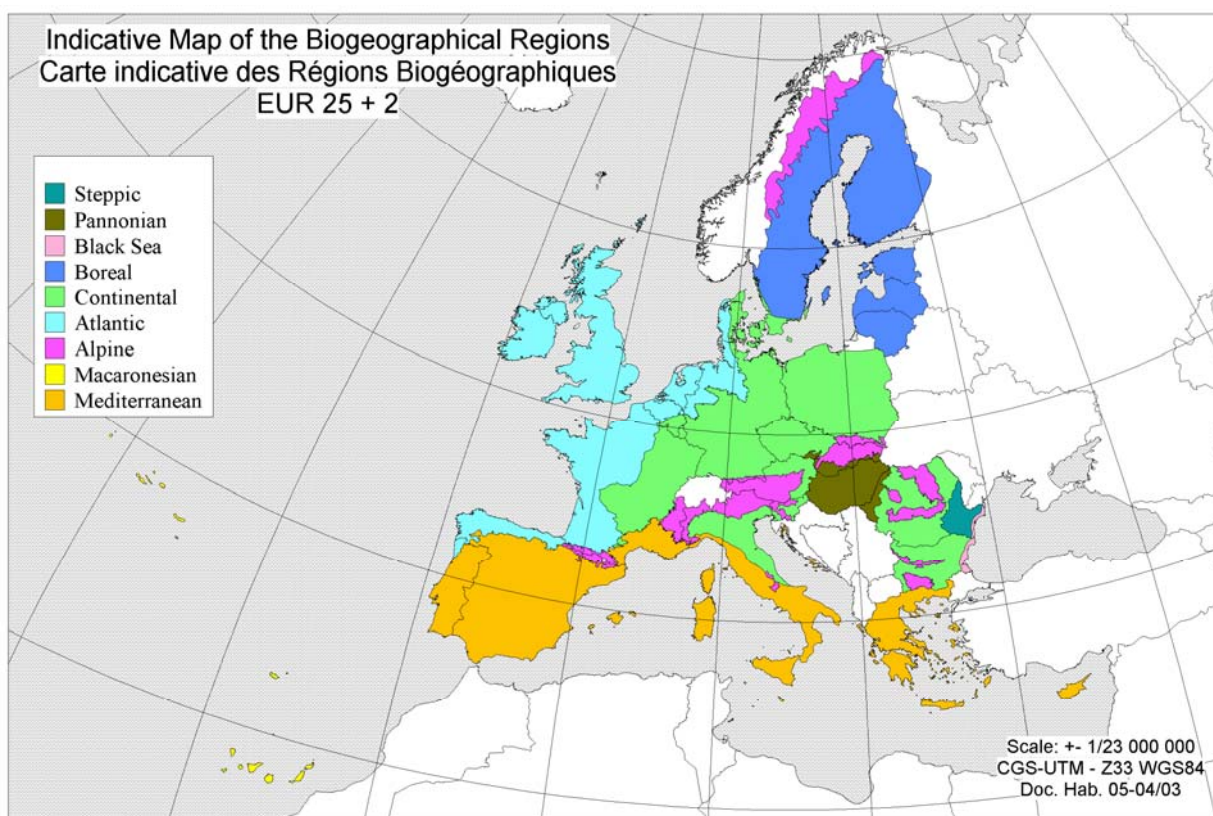 Indicative Map of the Biogeographical Regions
Carte indicative des Régions Biogéographiques
EUR 25 + 2
Steppic
Pannonian
Black Sea
Boreal
Continental
Atlantic
Alpine
Macaronesian
Mediterranean
Scale: +- 1/23 000 000
CGS-UTM - Z33 WGS84
Doc. Hab. 05-04/03